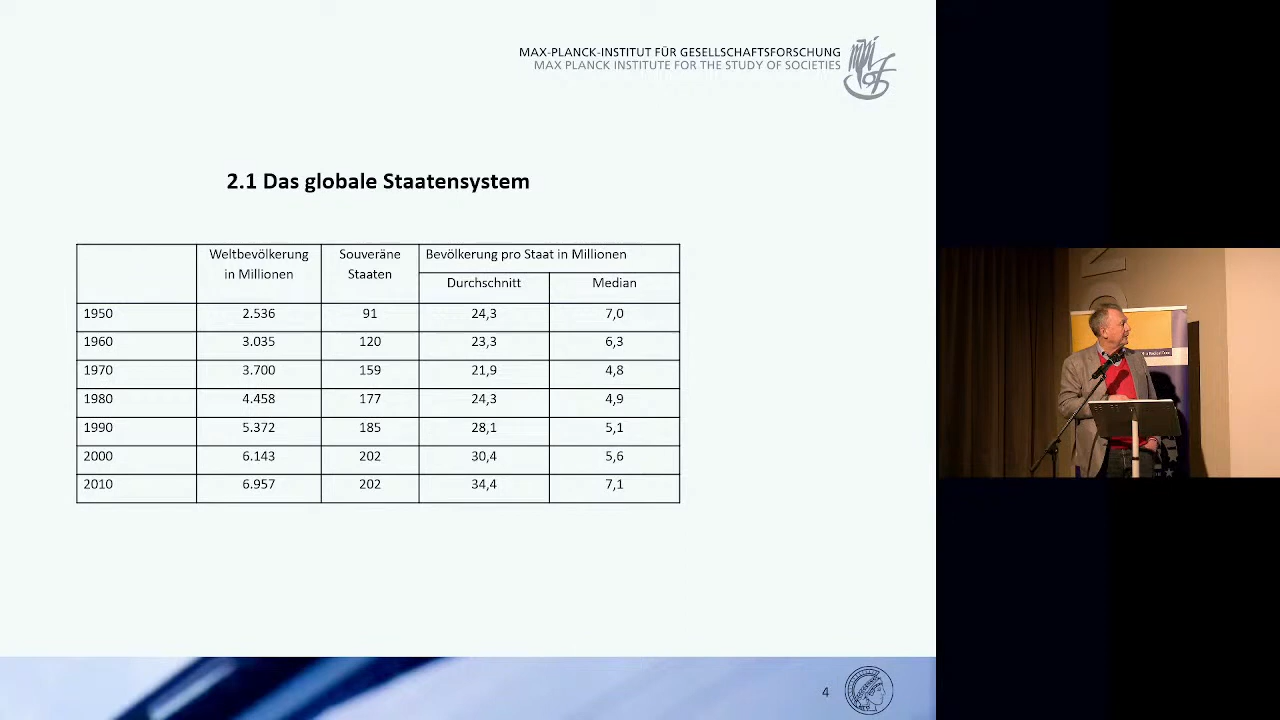 MAX-PLANCK-INSTITUT FÜR GESELLSCHAFTSFORSCHUNG
MAX PLANCK INSTITUTE FOR THE STUDY OF SOCIETIES
2.1 Das globale Staatensystem
Weltbevölkerung in Millionen
Souveräne Staaten
Bevölkerung pro Staat in Millionen
Durchschnitt Median
1950 2.536 91 24,3 7,0
1960 3.035 120 23,3 6,3
1970 3.700 159 21,9 4,8
1980 4.458 177 24,3 4,9
1990 5.372 185 28,1 5,1
2000 6.143 202 30,4 5,6
2010 6.957 202 34,4 7,1
4